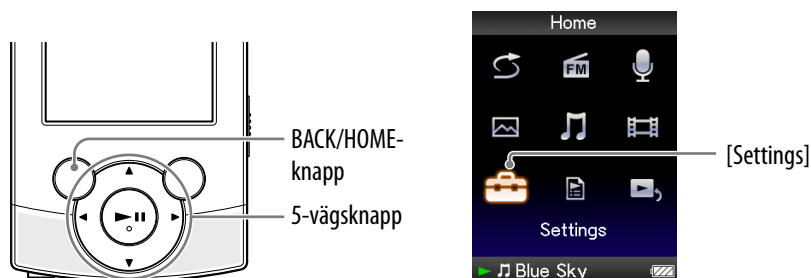 BACK/HOME-
knapp
5-vägsknapp
Home
FM
[Settings]
Settings
Blue Sky